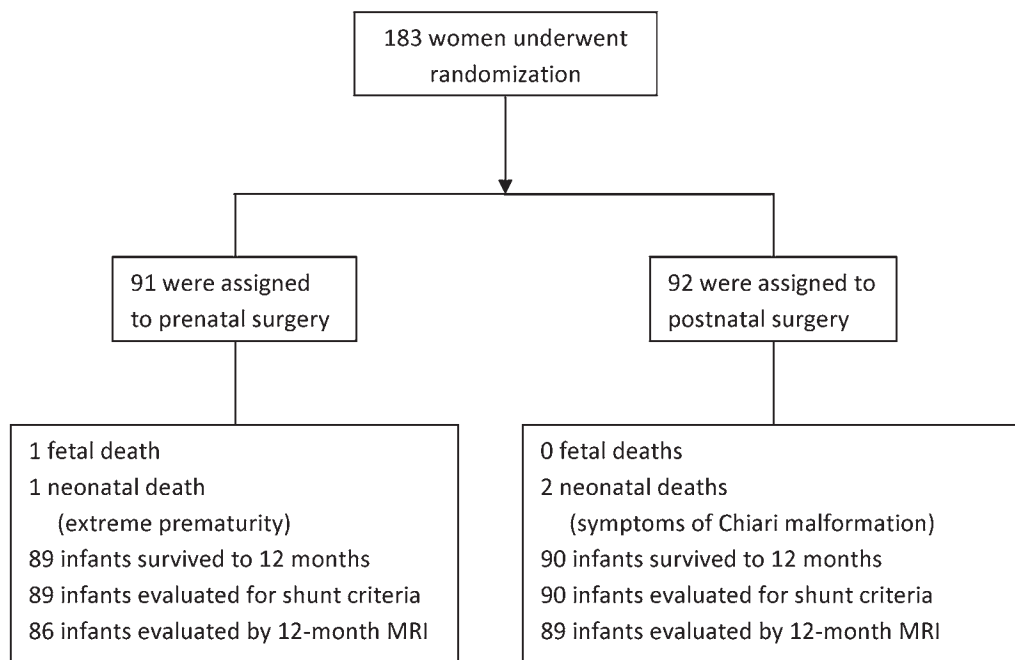 183 women underwent
randomization
91 were assigned
to prenatal surgery
92 were assigned to
postnatal surgery
1 fetal death
1 neonatal death
(extreme prematurity)
89 infants survived to 12 months
89 infants evaluated for shunt criteria
86 infants evaluated by 12-month MRI
0 fetal deaths
2 neonatal deaths
(symptoms of Chiari malformation)
90 infants survived to 12 months
90 infants evaluated for shunt criteria
89 infants evaluated by 12-month MRI